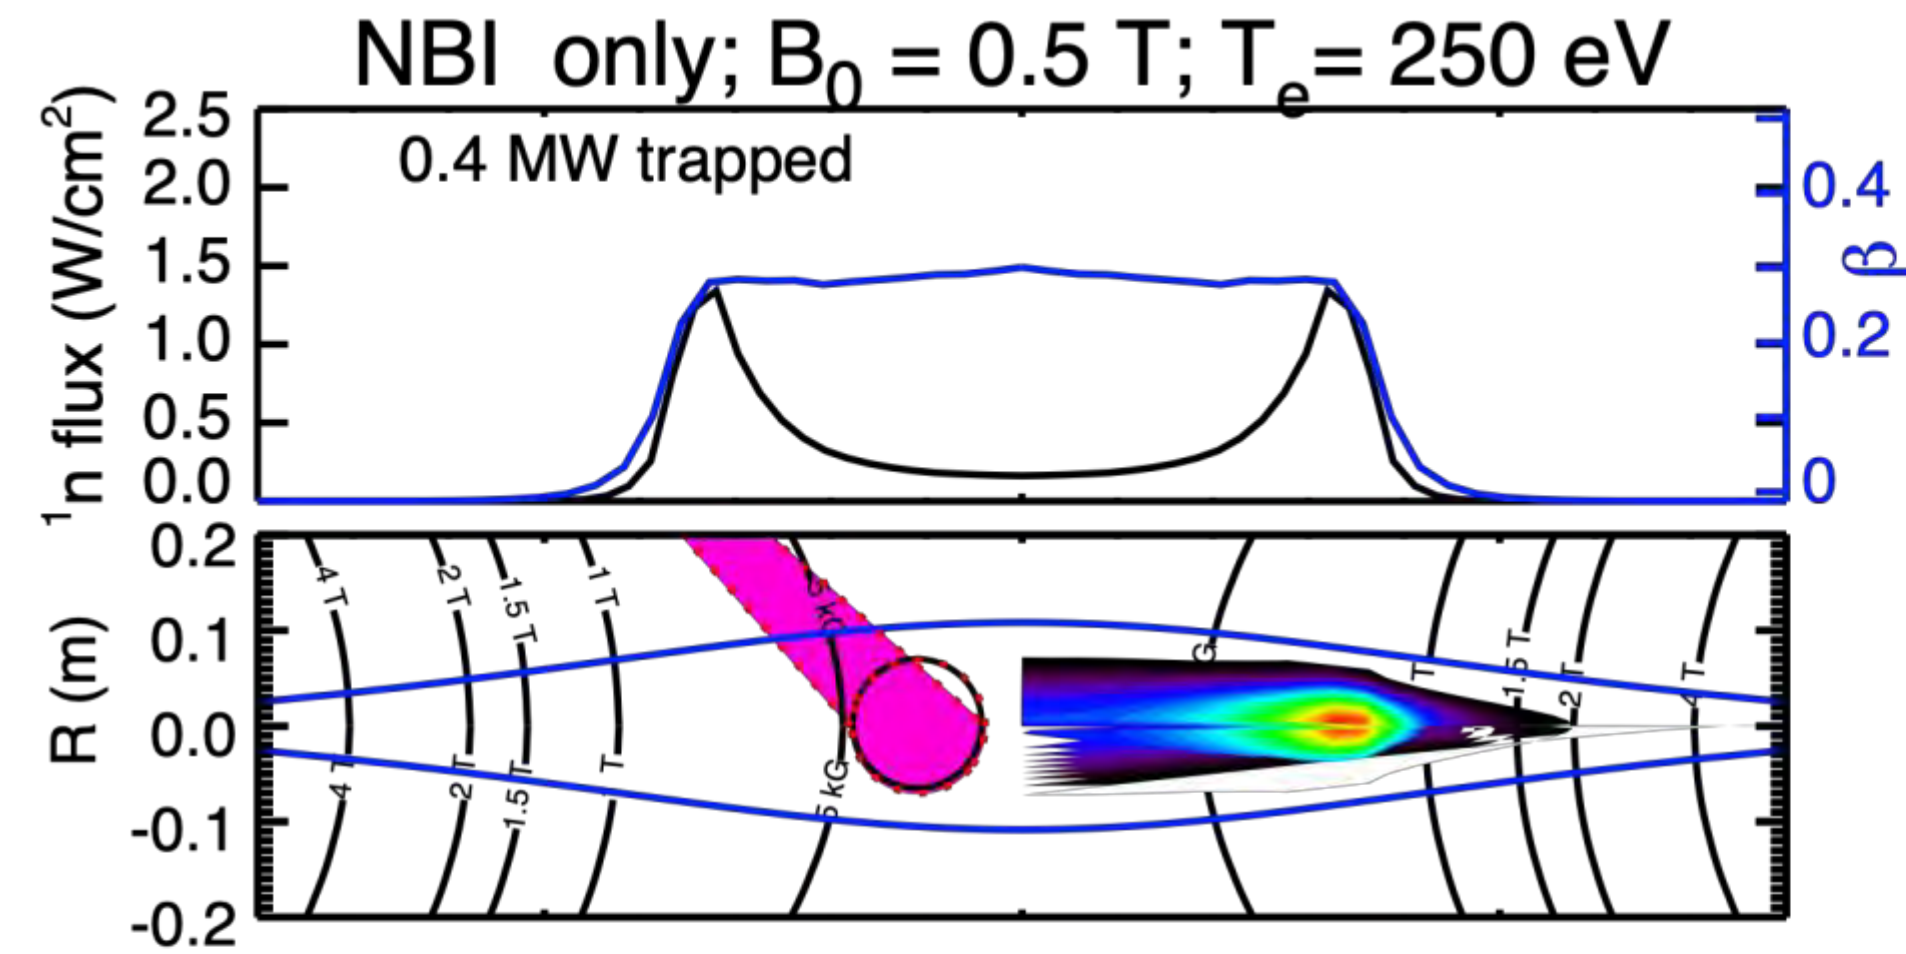 NBI only; B₀ = 0.5 T; Tₑ= 250 eV
¹n flux (W/cm²)
2.5
2.0
1.5
1.0
0.5
0.0
0.4 MW trapped
0.4
0.2
0
β
R (m)
0.2
0.1
0.0
-0.1
-0.2
4 T
2 T
1.5 T
1 T
5 kG
G
T
1.5 T
2 T
4 T
4 T
2 T
1.5 T
T
5 kG